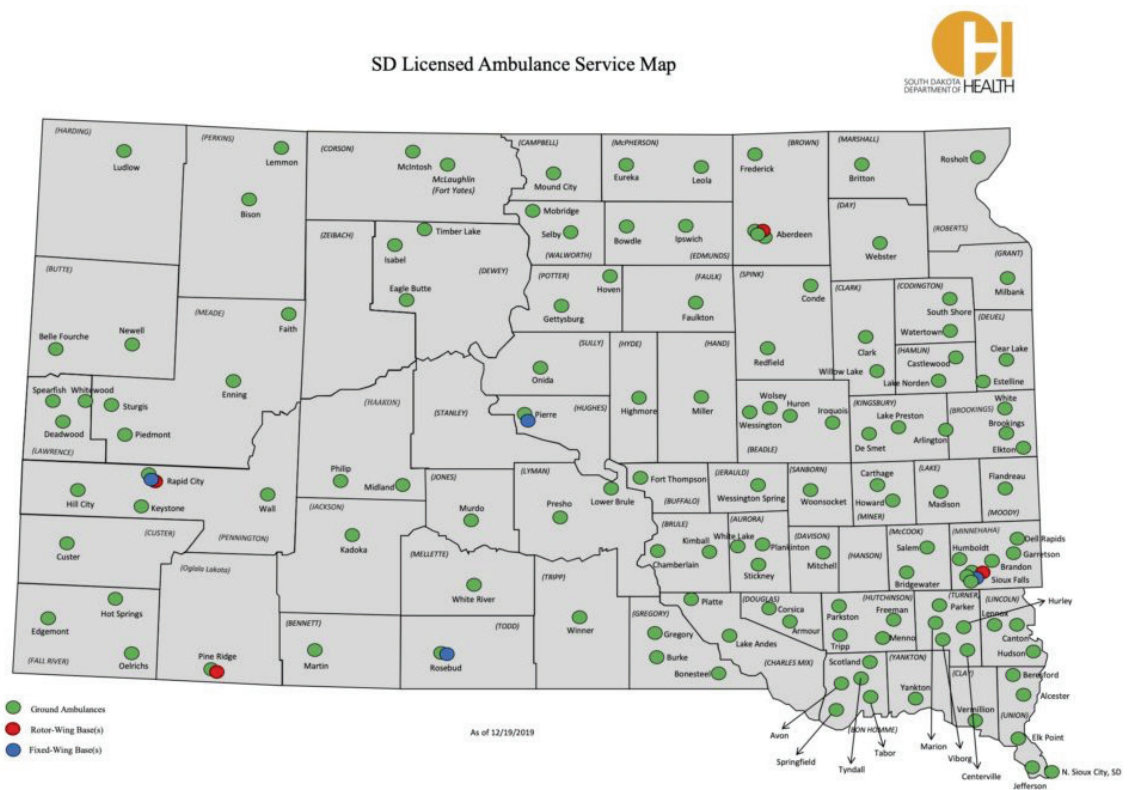 SOUTH DAKOTA
DEPARTMENT OF HEALTH
SD Licensed Ambulance Service Map
(HARDING)
Ludlow
(PERKINS)
Lemmon
Bison
(CORSON)
McIntosh
McLaughlin
(Fort Yates)
(CAMPBELL)
Mound City
(McPHERSON)
Eureka
Leola
(BROWN)
Frederick
Aberdeen
(MARSHALL)
Britton
Rosholt
(ROBERTS)
(DAY)
Webster
(ZEIBACH)
Timber Lake
Isabel
(DEWEY)
Eagle Butte
Mobridge
Selby
(WALWORTH)
Bowdle
Ipswich
(EDMUNDS)
(GRANT)
Milbank
(BUTTE)
Belle Fourche
Newell
(MEADE)
Faith
Enning
Sturgis
Piedmont
(POTTER)
Hoven
Gettysburg
(FAULK)
Faulkton
(SPINK)
Conde
Redfield
(CLARK)
Clark
Willow Lake
(CODINGTON)
South Shore
Watertown
(HAMLIN)
Castlewood
Lake Norden
(DEUEL)
Clear Lake
Estelline
Spearfish
Whitewood
Deadwood
(LAWRENCE)
(HAAKON)
Philip
Midland
(STANLEY)
(SULLY)
Onida
(HUGHES)
Pierre
(HYDE)
Highmore
(HAND)
Miller
Wolsey
Huron
Wessington
Iroquois
(BEADLE)
(KINGSBURY)
Lake Preston
De Smet
Arlington
(BROOKINGS)
White
Brookings
Elkton
Rapid City
Hill City
Keystone
Wall
(PENNINGTON)
(CUSTER)
Custer
(JACKSON)
Kadoka
(JONES)
Murdo
(LYMAN)
Presho
Lower Brule
Fort Thompson
(BUFFALO)
(JERAULD)
Wessington Spring
(SANBORN)
Woonsocket
Carthage
Howard
(MINER)
(LAKE)
Madison
Flandreau
(MOODY)
(BRULE)
Kimball
Chamberlain
(AURORA)
White Lake
Plankinton
Stickney
(DAVISON)
Mitchell
(HANSON)
(McCOOK)
Salem
Bridgewater
(MINNEHAHA)
Humboldt
Dell Rapids
Garretson
Brandon
Sioux Falls
(Oglala Lakota)
Pine Ridge
Hot Springs
Edgemont
Oelrichs
(FALL RIVER)
(BENNETT)
Martin
(MELLETTE)
White River
(TODD)
Rosebud
(TRIPP)
Winner
(GREGORY)
Gregory
Burke
Bonesteel
Platte
Lake Andes
(CHARLES MIX)
(DOUGLAS)
Corsica
Armour
(HUTCHINSON)
Parkston
Freeman
Tripp
Menno
(TURNER)
Parker
Hurley
(LINCOLN)
Lennox
Canton
Hudson
Scotland
(YANKTON)
Yankton
(CLAY)
Vermillion
Beresford
Alcester
(UNION)
Elk Point
N. Sioux City, SD
Jefferson
(BON HOMME)
Avon
Springfield
Tyndall
Tabor
Marion
Viborg
Centerville
Ground Ambulances
Rotor-Wing Base(s)
Fixed-Wing Base(s)
As of 12/19/2019